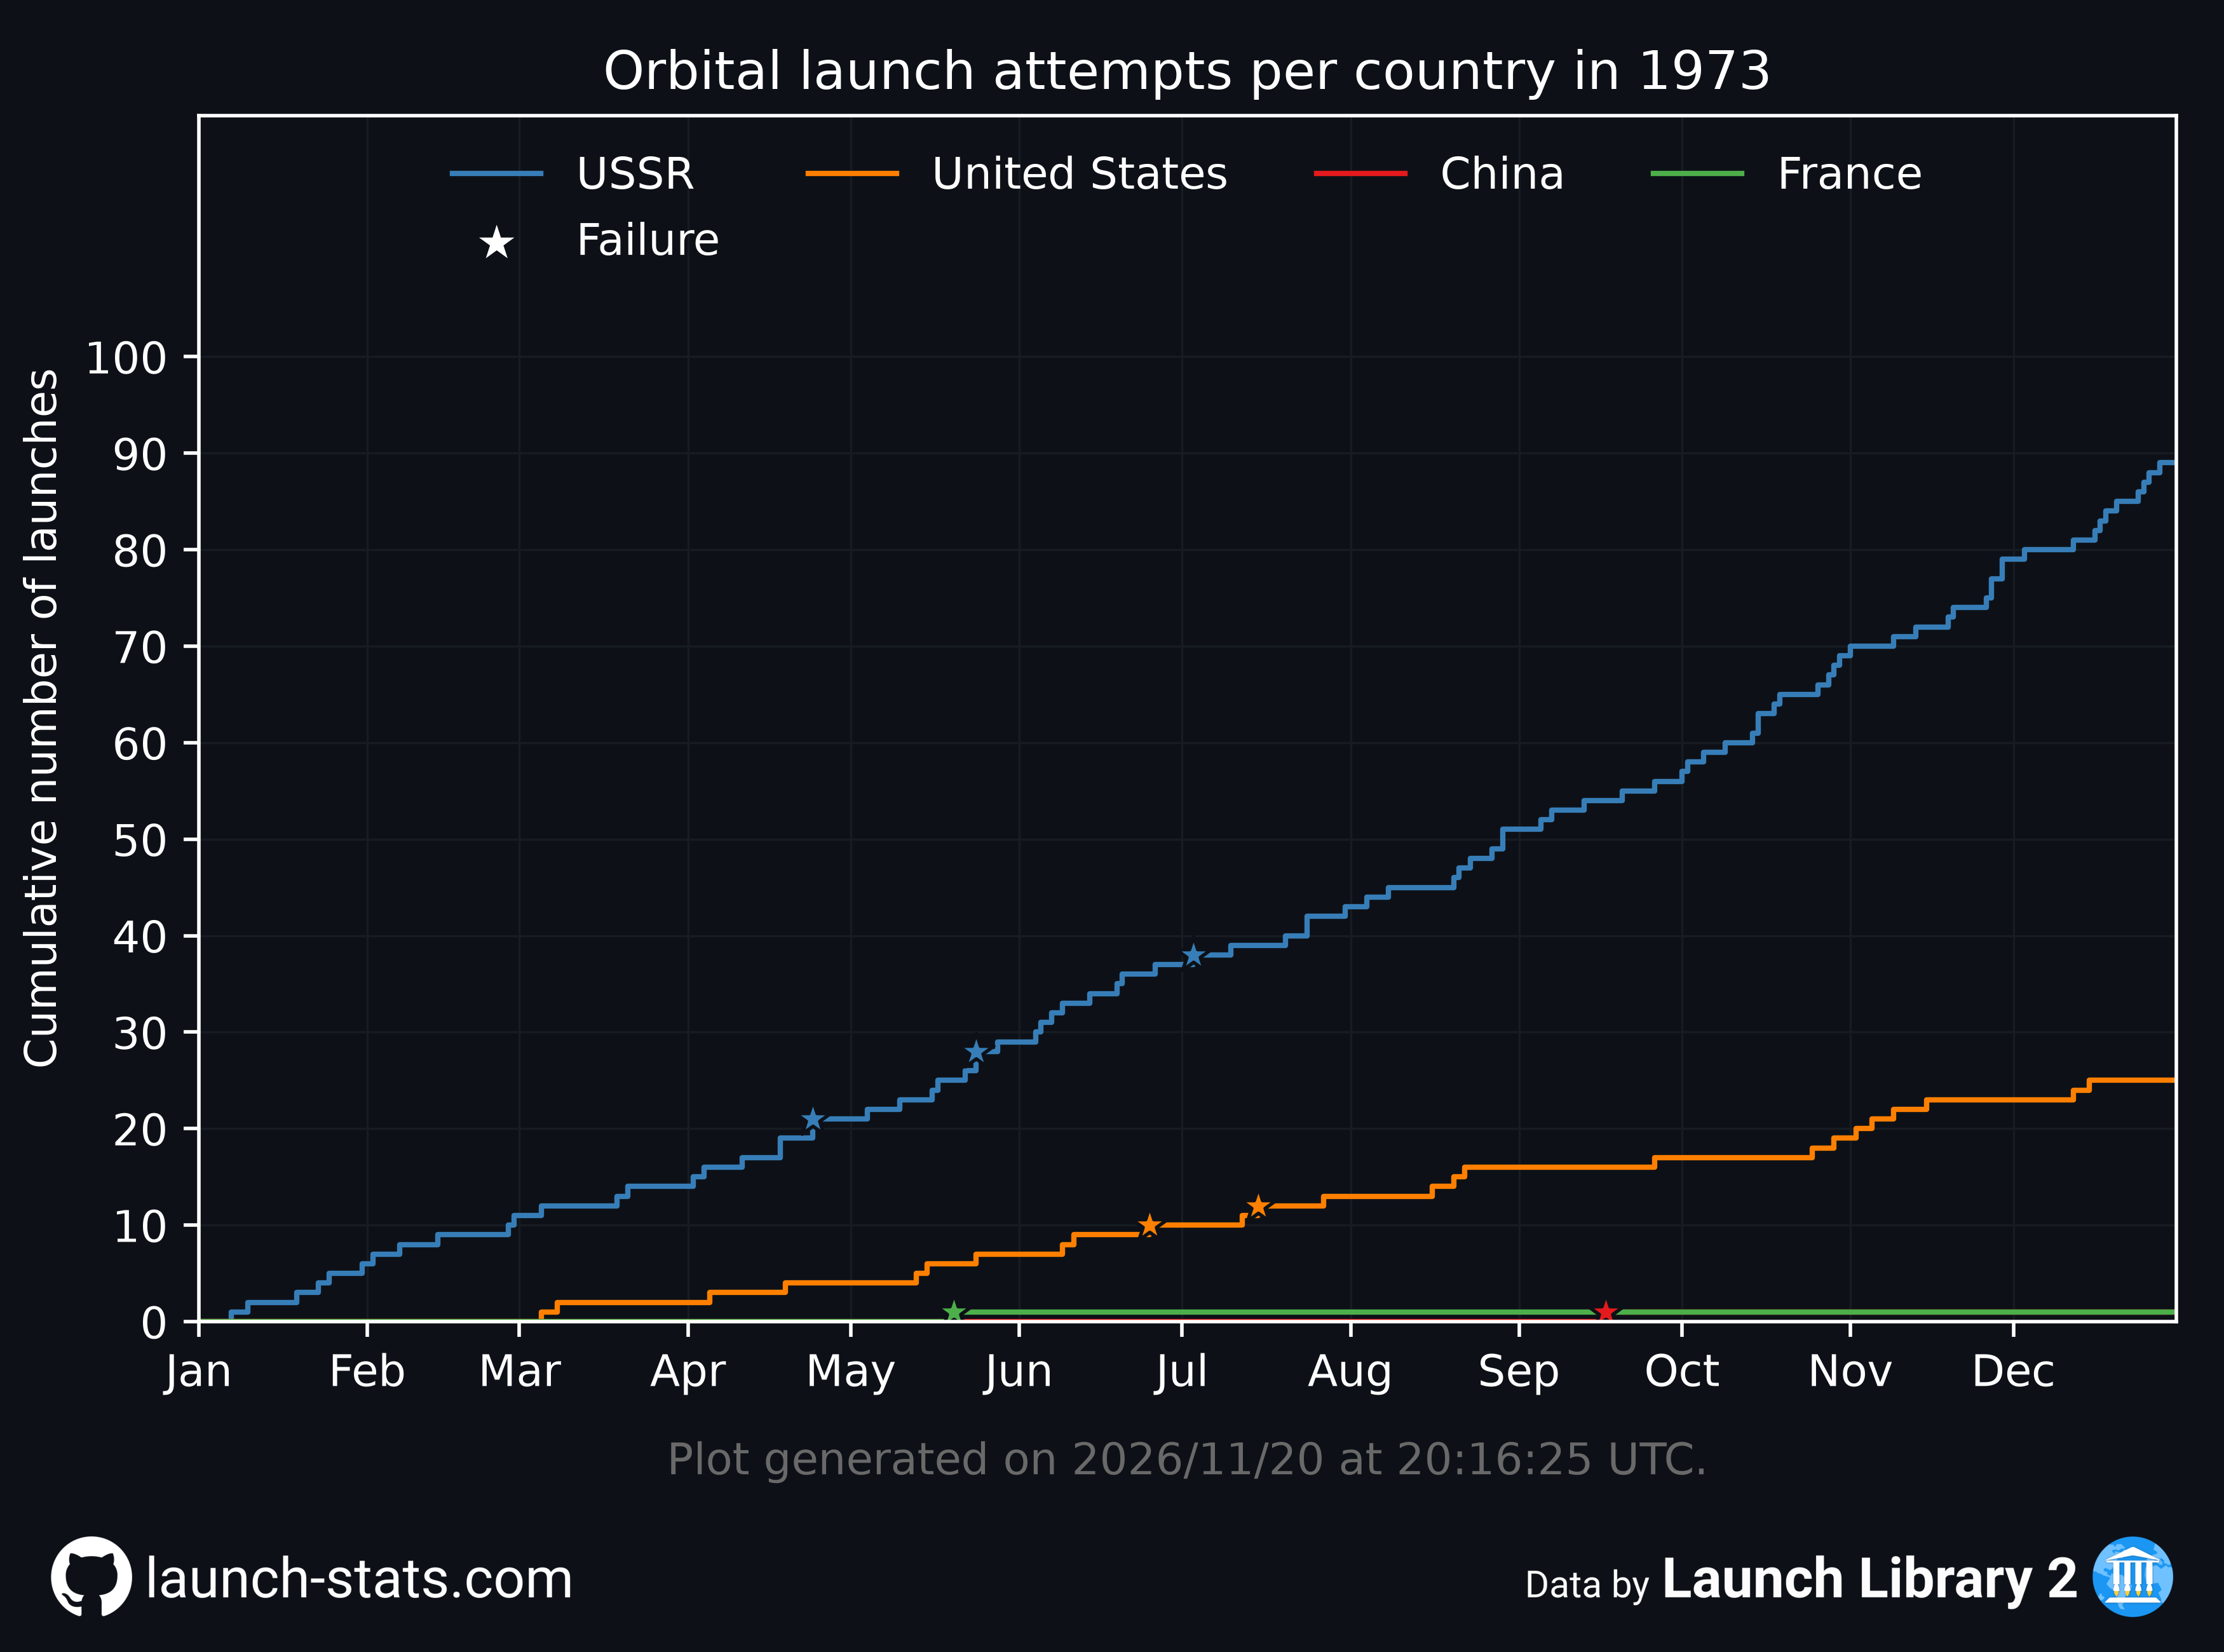 Orbital launch attempts per country in 1973
USSR United States China France
Failure
Cumulative number of launches
100
90
80
70
60
50
40
30
20
10
0
Jan Feb Mar Apr May Jun Jul Aug Sep Oct Nov Dec
Plot generated on 2026/11/20 at 20:16:25 UTC.
launch-stats.com
Data by Launch Library 2